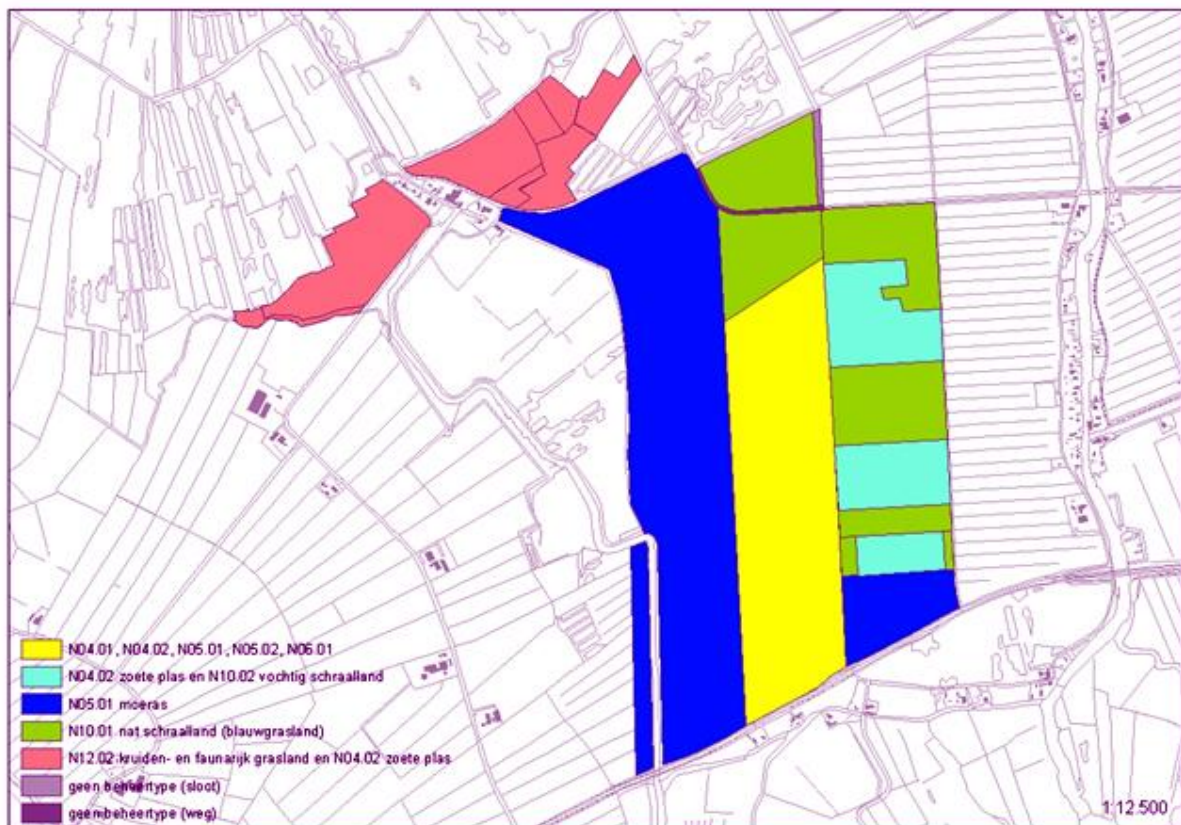 N04.01, N04.02, N05.01, N05.02, N06.01
N04.02 zoete plas en N10.02 vochtig schraalland
N05.01 moeras
N10.01 nat schraalland (blauwgrasland)
N12.02 kruiden- en faunarijk grasland en N04.02 zoete plas
geen beheertype (sloot)
geen beheertype (weg)
1:12.500